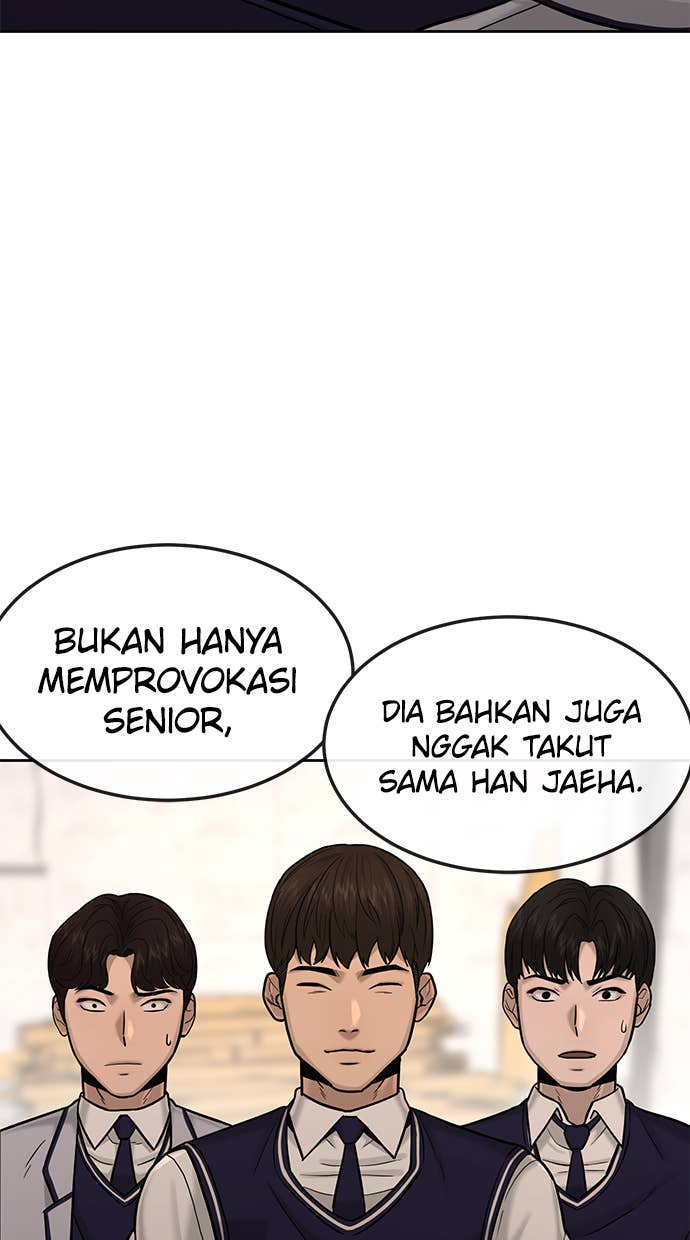 BUKAN HANYA
MEMPROVOKASI
SENIOR,
DIA BAHKAN JUGA
NGGAK TAKUT
SAMA HAN JAEHA.